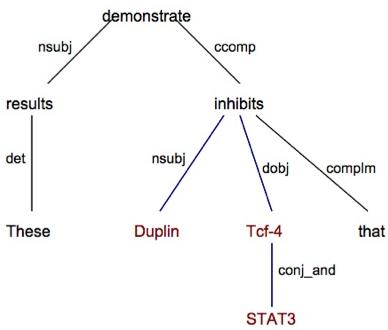 demonstrate
nsubj ccomp
results inhibits
det nsubj dobj complm
These Duplin Tcf-4 that
conj_and
STAT3